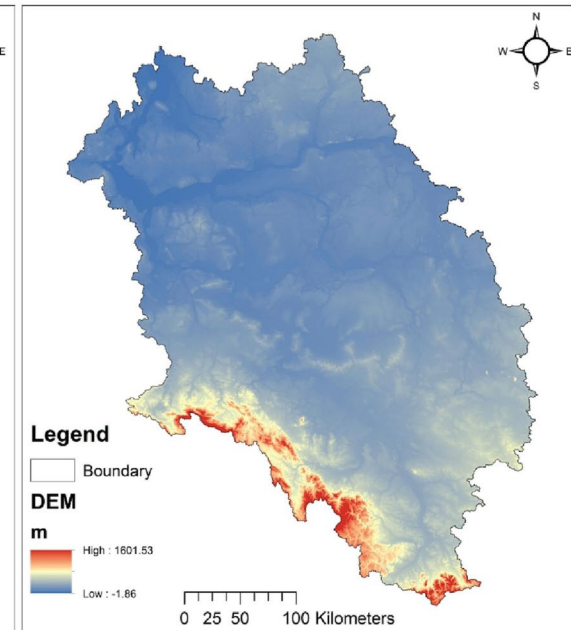 E
N
W
E
S
Legend
Boundary
DEM
m
High : 1601.53
Low : -1.86
0 25 50 100 Kilometers